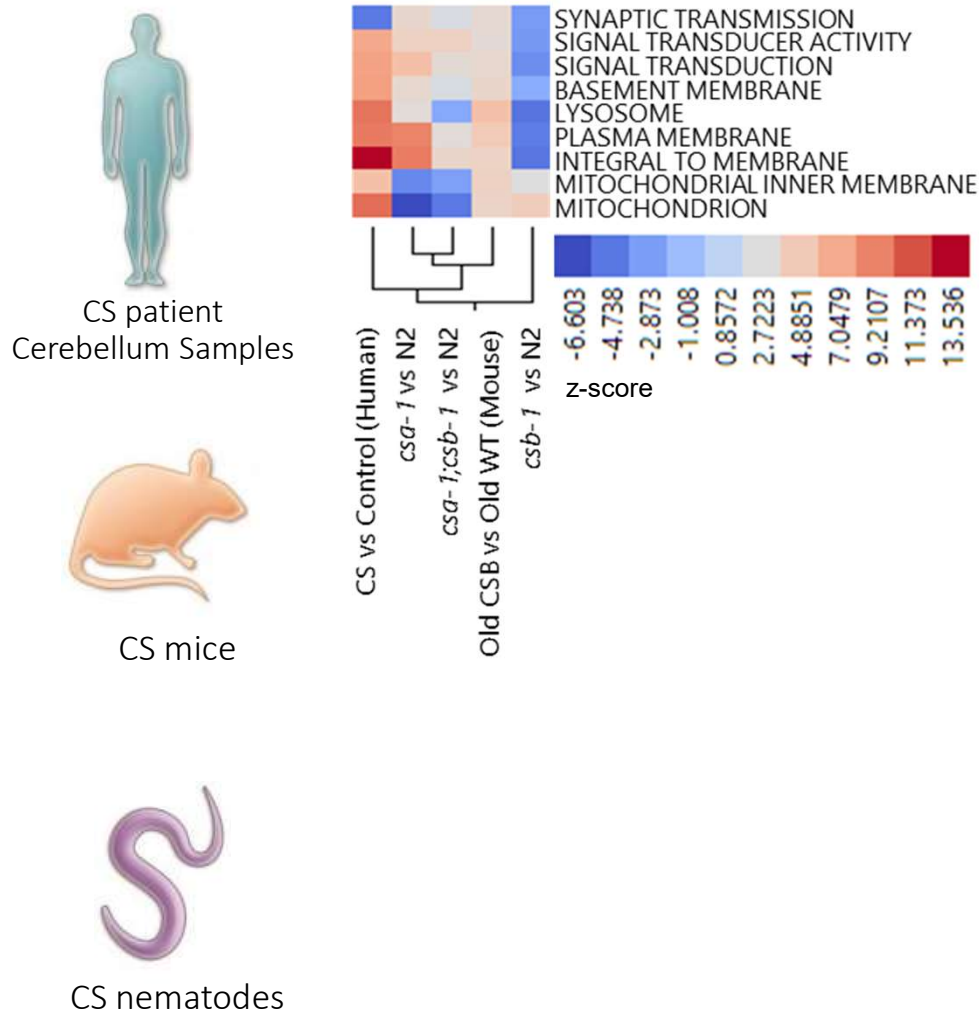 SYNAPTIC TRANSMISSION
SIGNAL TRANSDUCER ACTIVITY
SIGNAL TRANSDUCTION
BASEMENT MEMBRANE
LYSOSOME
PLASMA MEMBRANE
INTEGRAL TO MEMBRANE
MITOCHONDRIAL INNER MEMBRANE
MITOCHONDRION
-6.603
-4.738
-2.873
-1.008
0.8572
2.7223
4.8851
7.0479
9.2107
11.373
13.536
z-score
CS vs Control (Human)
csa-1 vs N2
csa-1;csb-1 vs N2
Old CSB vs Old WT (Mouse)
csb-1 vs N2
CS patient
Cerebellum Samples
CS mice
CS nematodes